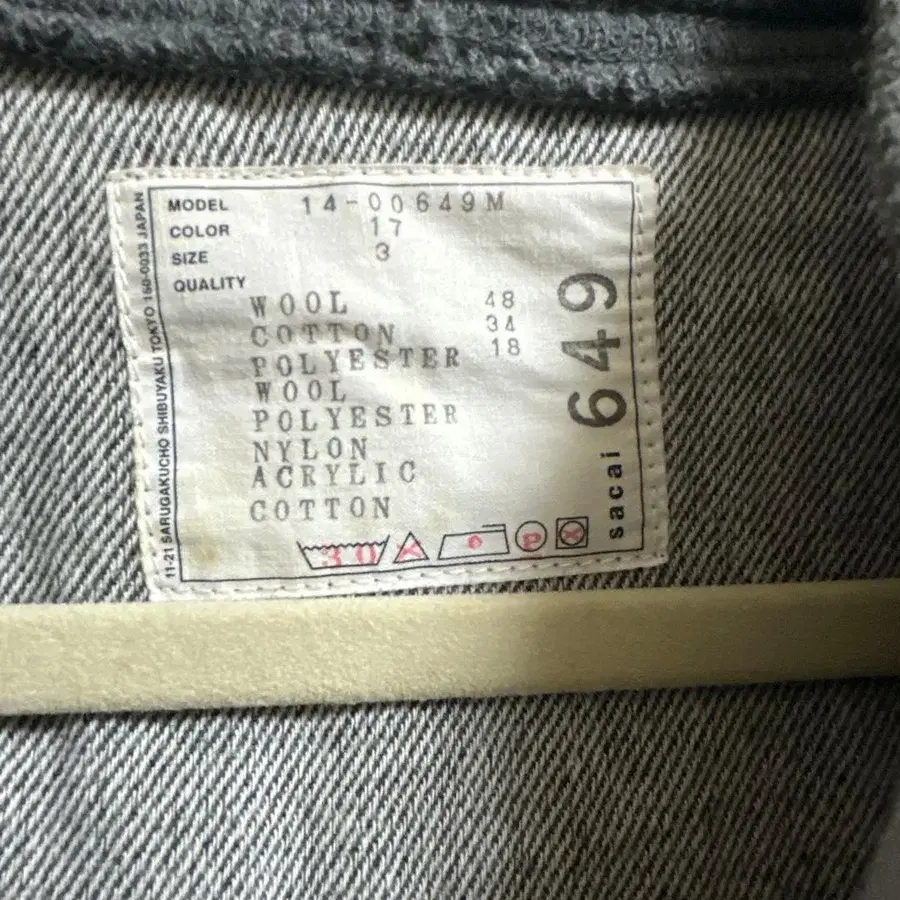 MODEL 14-00649M
COLOR 17
SIZE 3
QUALITY
WOOL 48
COTTON 34
POLYESTER 18
WOOL
POLYESTER
NYLON
ACRYLIC
COTTON
30 P
sacai 649
11-21 SARUGAKUCHO SHIBUYAKU TOKYO 150-0033 JAPAN